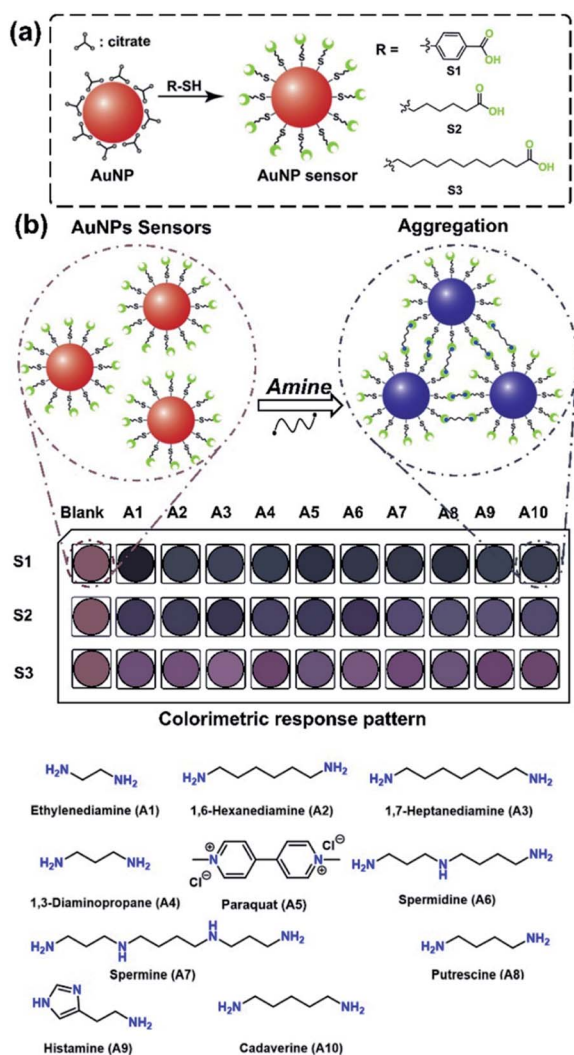 (a)
: citrate
R-SH
AuNP
AuNP sensor
R =
O
OH
S1
O
OH
S2
O
OH
S3
S S S S S S S S S S S S
(b)
AuNPs Sensors
Aggregation
Amine
Blank A1 A2 A3 A4 A5 A6 A7 A8 A9 A10
S1
S2
S3
Colorimetric response pattern
H2N NH2
Ethylenediamine (A1)
H2N NH2
1,6-Hexanediamine (A2)
H2N NH2
1,7-Heptanediamine (A3)
H2N NH2
1,3-Diaminopropane (A4)
Cl⊖
N+ N+
Cl⊖
Paraquat (A5)
H2N N H NH2
Spermidine (A6)
H2N N H H N NH2
Spermine (A7)
H2N NH2
Putrescine (A8)
HN N NH2
Histamine (A9)
H2N NH2
Cadaverine (A10)